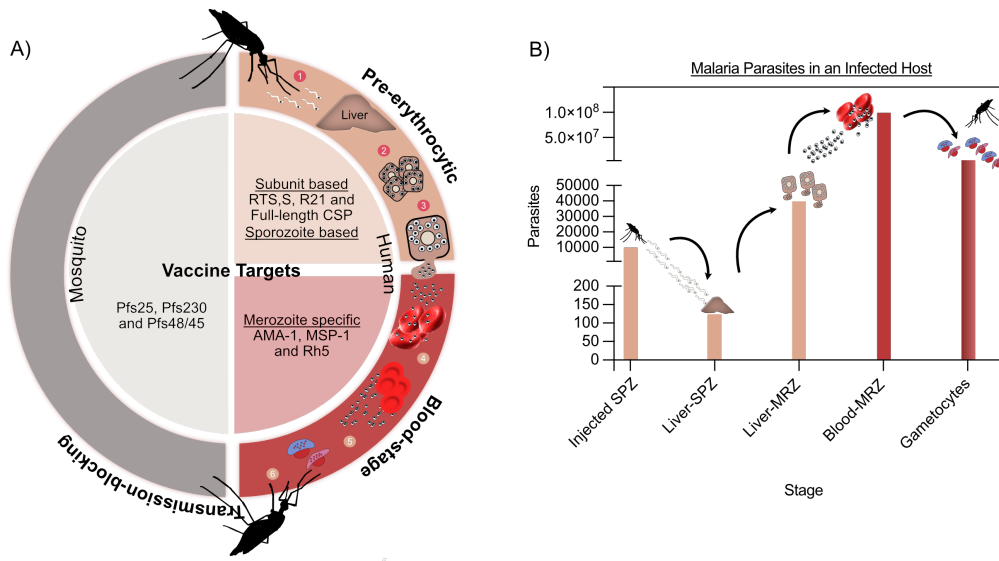 A)
Pre-erythrocytic
1
Liver
2
3
Subunit based
RTS,S, R21 and
Full-length CSP
Sporozoite based
Mosquito
Human
Vaccine Targets
Pfs25, Pfs230
and Pfs48/45
Merozoite specific
AMA-1, MSP-1
and Rh5
4
5
6
Blood-stage
Transmission-blocking
B)
Malaria Parasites in an Infected Host
Parasites
1.0×10⁸
5.0×10⁷
50000
40000
30000
20000
10000
200
150
100
50
0
Injected SPZ
Liver-SPZ
Liver-MRZ
Blood-MRZ
Gametocytes
Stage